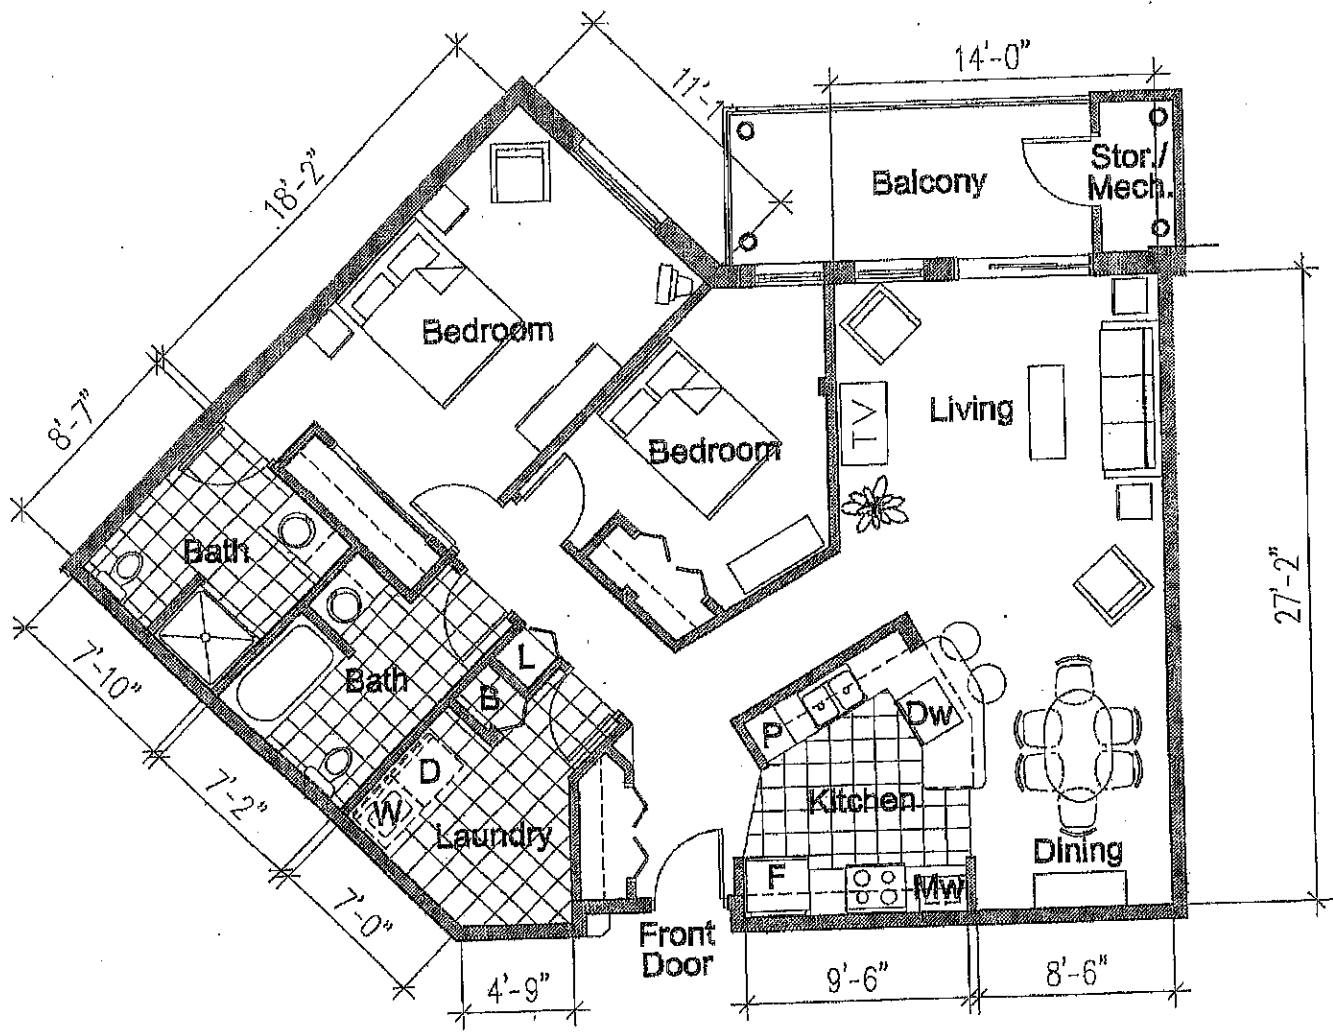 14'-0"
11'-1
18'-2"
Balcony
Stor./
Mech.
8'-7"
Bedroom
Bedroom
TV
Living
27'-2"
Bath
Bath
L
B
D
W
Laundry
P
Dw
Kitchen
F
Mw
Dining
7'-10"
7'-2"
7'-0"
Front
Door
4'-9"
9'-6"
8'-6"